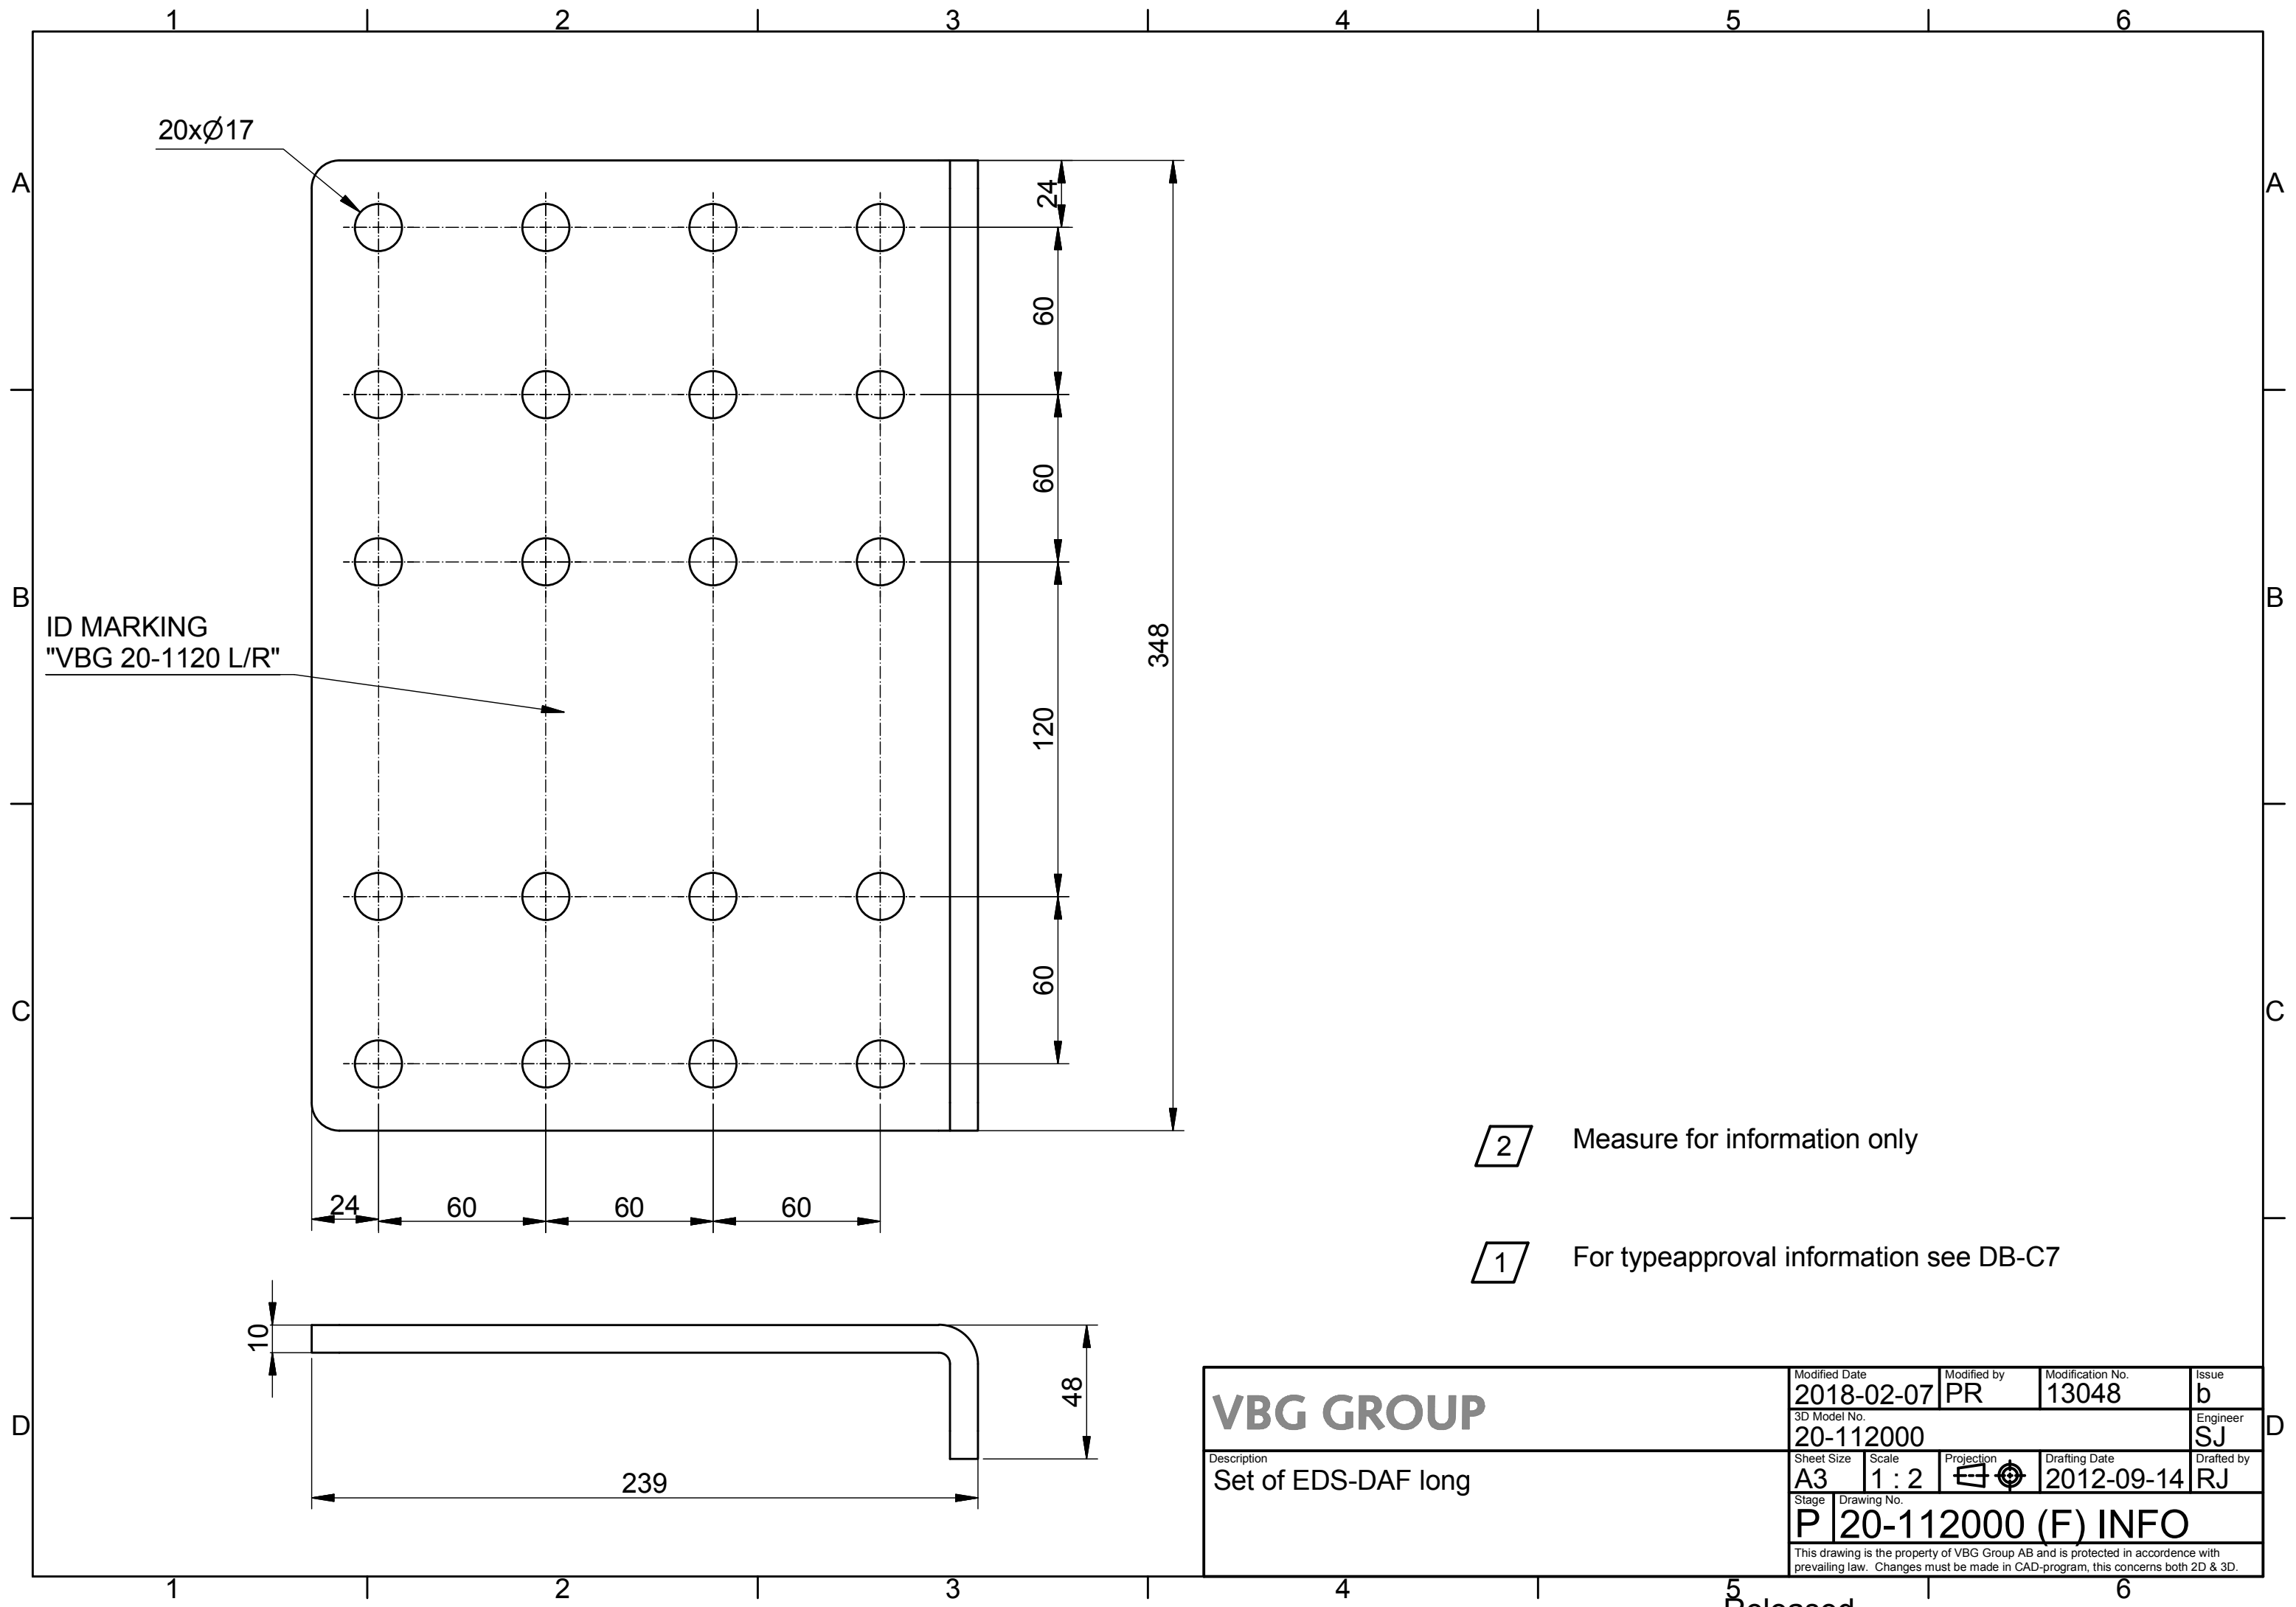 1 2 3 4 5 6
20xØ17
A A
24
60
60
B B
ID MARKING
"VBG 20-1120 L/R"
348
120
60
C C
2 Measure for information only
24 60 60 60
1 For typeapproval information see DB-C7
10
48
239
D D
VBG GROUP
Description
Set of EDS-DAF long
Modified Date Modified by Modification No. Issue
2018-02-07 PR 13048 b
3D Model No. Engineer
20-112000 SJ
Sheet Size Scale Projection Drafting Date Drafted by
A3 1 : 2 2012-09-14 RJ
Stage Drawing No.
P 20-112000 (F) INFO
This drawing is the property of VBG Group AB and is protected in accordance with
prevailing law. Changes must be made in CAD-program, this concerns both 2D & 3D.
1 2 3 4 5 6
Released